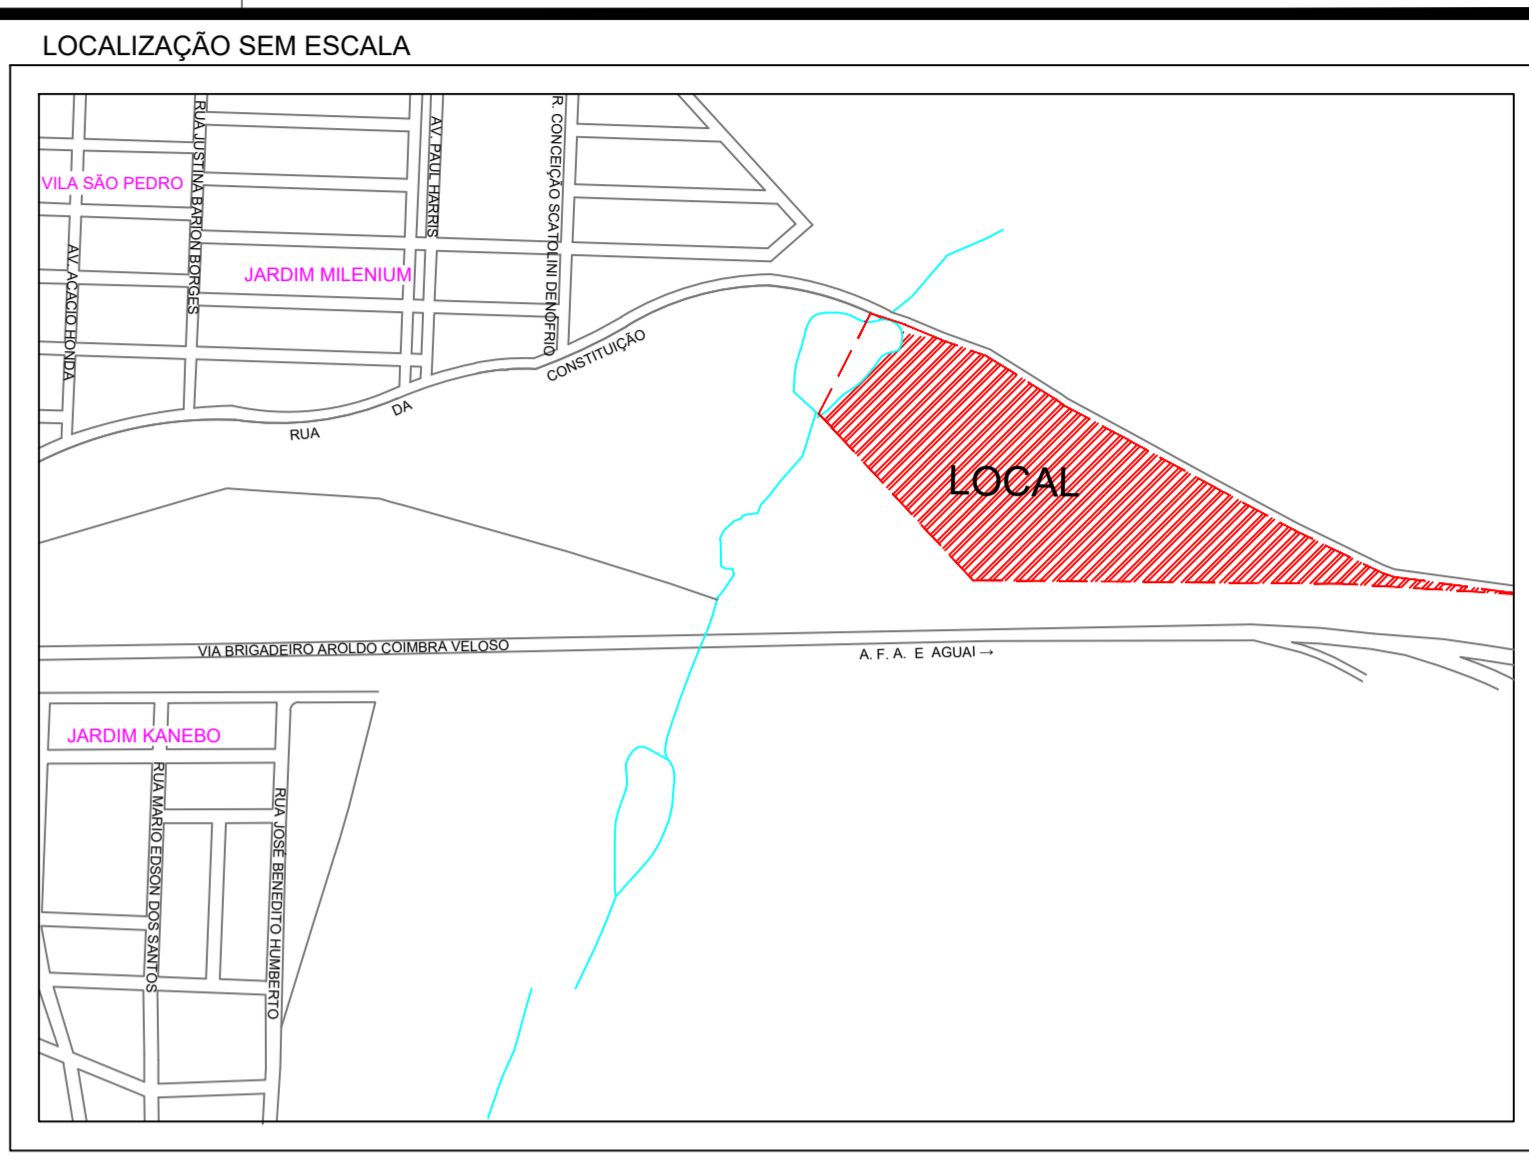 LOCALIZAÇÃO SEM ESCALA
VILA SÃO PEDRO
RUA JUSTINA BARION BORGES
AV. PAUL HARRIS
R. CONCEIÇÃO SCATOLINI DENOFRIO
AV. ACACIO HONDA
JARDIM MILENIUM
RUA DA CONSTITUIÇÃO
LOCAL
VIA BRIGADEIRO AROLDO COIMBRA VELOSO
A. F. A. E AGUAI →
JARDIM KANEBO
RUA MARIO EDSON DOS SANTOS
RUA JOSÉ BENEDITO HUMBERTO